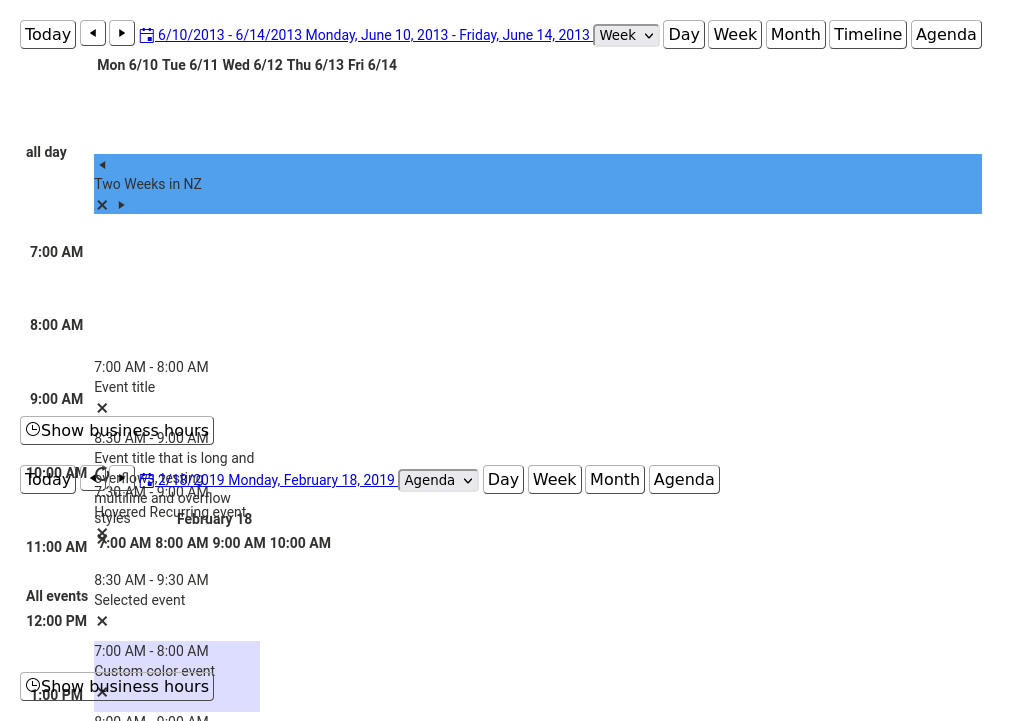 Today 6/10/2013 - 6/14/2013 Monday, June 10, 2013 - Friday, June 14, 2013 Week Day Week Month Timeline Agenda
Mon 6/10 Tue 6/11 Wed 6/12 Thu 6/13 Fri 6/14
all day
Two Weeks in NZ
7:00 AM
8:00 AM
7:00 AM - 8:00 AM
Event title
9:00 AM
Show business hours
8:30 AM - 9:00 AM
Event title that is long and
overflows, testing
multiline and overflow
styles
10:00 AM
Today 2/18/2019 Monday, February 18, 2019 Agenda Day Week Month Agenda
7:30 AM - 9:00 AM
Hovered Recurring event
February 18
7:00 AM 8:00 AM 9:00 AM 10:00 AM
11:00 AM
8:30 AM - 9:30 AM
Selected event
All events
12:00 PM
7:00 AM - 8:00 AM
Custom color event
Show business hours
1:00 PM
8:00 AM - 9:00 AM